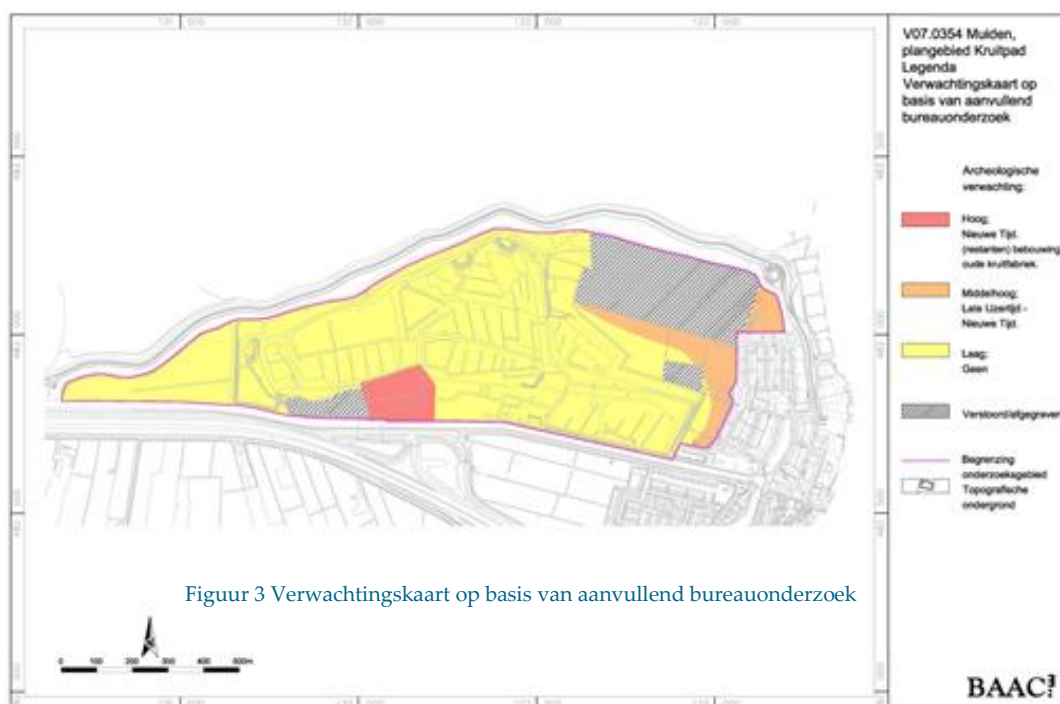 V07.0354 Muiden,
plangebied Kruitpad
Legenda
Verwachtingskaart op
basis van aanvullend
bureauonderzoek
Archeologische
verwachting:
Hoog;
Nieuwe Tijd.
(restanten) bebouwing
oude kruitfabriek.
Middelhoog;
Late IJzertijd -
Nieuwe Tijd.
Laag;
Geen
Verstoord/afgegraven
Begrenzing
onderzoeksgebied
Topografische
ondergrond
Figuur 3 Verwachtingskaart op basis van aanvullend bureauonderzoek
0 100 200 300 400 500m
BAAC